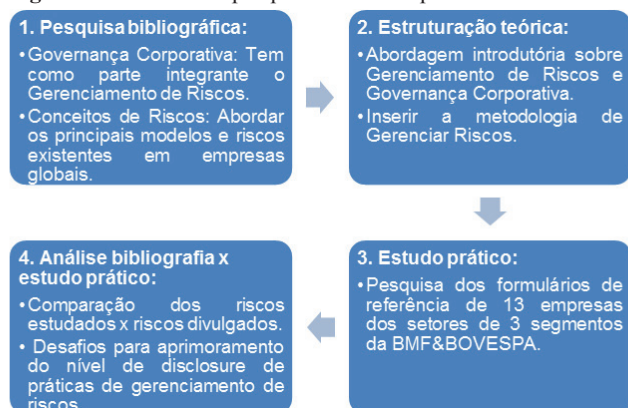 1. Pesquisa bibliográfica:
•Governança Corporativa: Tem
como parte integrante o
Gerenciamento de Riscos.
•Conceitos de Riscos: Abordar
os principais modelos e riscos
existentes em empresas
globais.
2. Estruturação teórica:
•Abordagem introdutória sobre
Gerenciamento de Riscos e
Governança Corporativa.
•Inserir a metodologia de
Gerenciar Riscos.
3. Estudo prático:
•Pesquisa dos formulários de
referência de 13 empresas
dos setores de 3 segmentos
da BMF&BOVESPA.
4. Análise bibliografia x
estudo prático:
•Comparação dos riscos
estudados x riscos divulgados.
• Desafios para aprimoramento
do nível de disclosure de
práticas de gerenciamento de
riscos